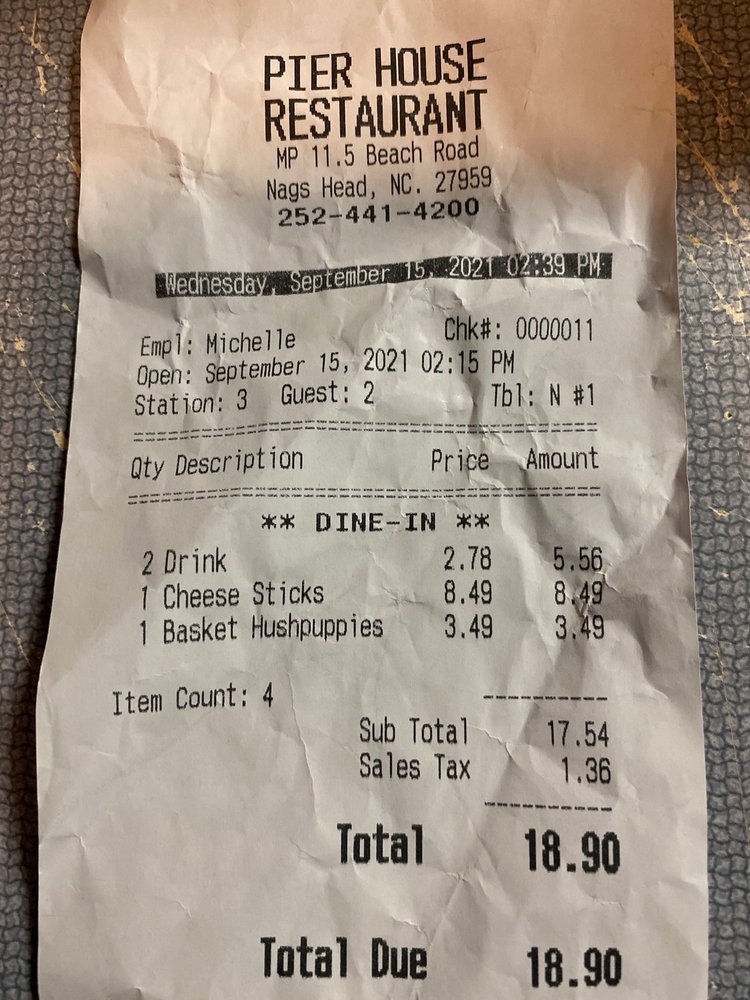 PIER HOUSE
RESTAURANT
MP 11.5 Beach Road
Nags Head, NC. 27959
252-441-4200
Wednesday, September 15, 2021 02:39 PM
Empl: Michelle Chk#: 0000011
Open: September 15, 2021 02:15 PM
Station: 3 Guest: 2 Tbl: N #1
Qty Description Price Amount
** DINE-IN **
2 Drink 2.78 5.56
1 Cheese Sticks 8.49 8.49
1 Basket Hushpuppies 3.49 3.49
Item Count: 4
Sub Total 17.54
Sales Tax 1.36
Total 18.90
Total Due 18.90